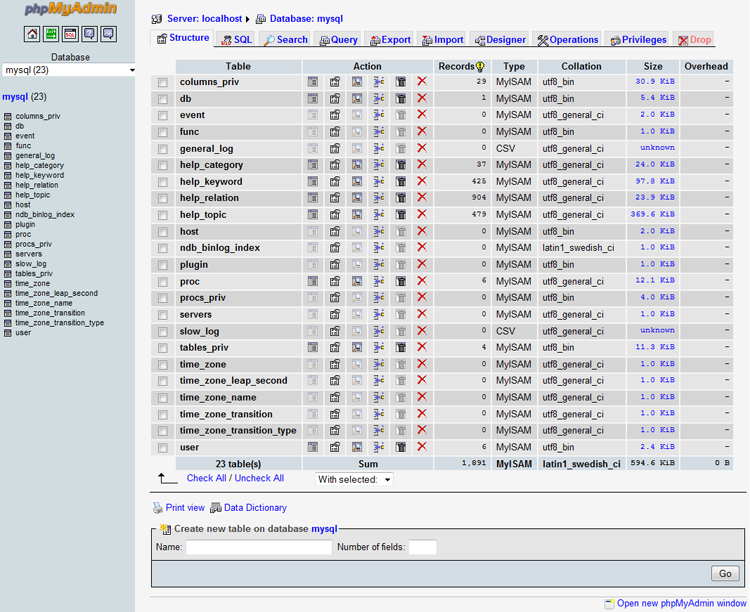 phpMyAdmin
Database
mysql (23)
mysql (23)
columns_priv
db
event
func
general_log
help_category
help_keyword
help_relation
help_topic
host
ndb_binlog_index
plugin
proc
procs_priv
servers
slow_log
tables_priv
time_zone
time_zone_leap_second
time_zone_name
time_zone_transition
time_zone_transition_type
user
Server: localhost Database: mysql
Structure SQL Search Query Export Import Designer Operations Privileges Drop
Table Action Records Type Collation Size Overhead
columns_priv 29 MyISAM utf8_bin 30.9 KiB -
db 1 MyISAM utf8_bin 5.4 KiB -
event 0 MyISAM utf8_general_ci 2.0 KiB -
func 0 MyISAM utf8_bin 1.0 KiB -
general_log 0 CSV utf8_general_ci unknown -
help_category 37 MyISAM utf8_general_ci 24.0 KiB -
help_keyword 425 MyISAM utf8_general_ci 97.8 KiB -
help_relation 904 MyISAM utf8_general_ci 23.9 KiB -
help_topic 479 MyISAM utf8_general_ci 369.6 KiB -
host 0 MyISAM utf8_bin 2.0 KiB -
ndb_binlog_index 0 MyISAM latin1_swedish_ci 1.0 KiB -
plugin 0 MyISAM utf8_bin 1.0 KiB -
proc 6 MyISAM utf8_general_ci 12.1 KiB -
procs_priv 0 MyISAM utf8_bin 4.0 KiB -
servers 0 MyISAM utf8_general_ci 1.0 KiB -
slow_log 0 CSV utf8_general_ci unknown -
tables_priv 4 MyISAM utf8_bin 11.3 KiB -
time_zone 0 MyISAM utf8_general_ci 1.0 KiB -
time_zone_leap_second 0 MyISAM utf8_general_ci 1.0 KiB -
time_zone_name 0 MyISAM utf8_general_ci 1.0 KiB -
time_zone_transition 0 MyISAM utf8_general_ci 1.0 KiB -
time_zone_transition_type 0 MyISAM utf8_general_ci 1.0 KiB -
user 6 MyISAM utf8_bin 2.4 KiB -
23 table(s) Sum 1,891 MyISAM latin1_swedish_ci 594.6 KiB 0 B
Check All / Uncheck All With selected:
Print view Data Dictionary
Create new table on database mysql
Name: Number of fields:
Go
Open new phpMyAdmin window